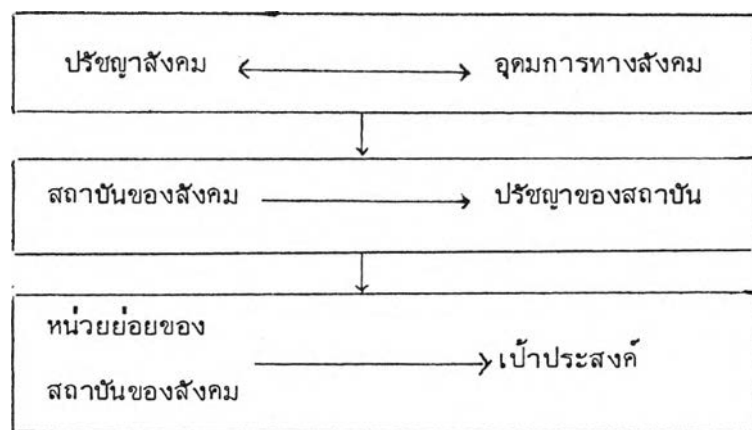 ปรัชญาสังคม อุดมการทางสังคม
สถาบันของสังคม ปรัชญาของสถาบัน
หน่วยย่อยของ
เป้าประสงค์
สถาบันของสังคม